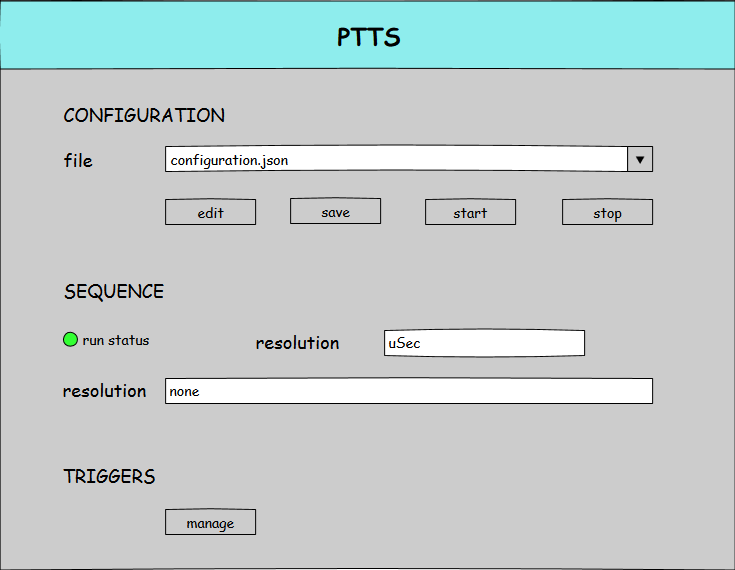 PTTS
CONFIGURATION
file configuration.json
edit save start stop
SEQUENCE
run status resolution uSec
resolution none
TRIGGERS
manage